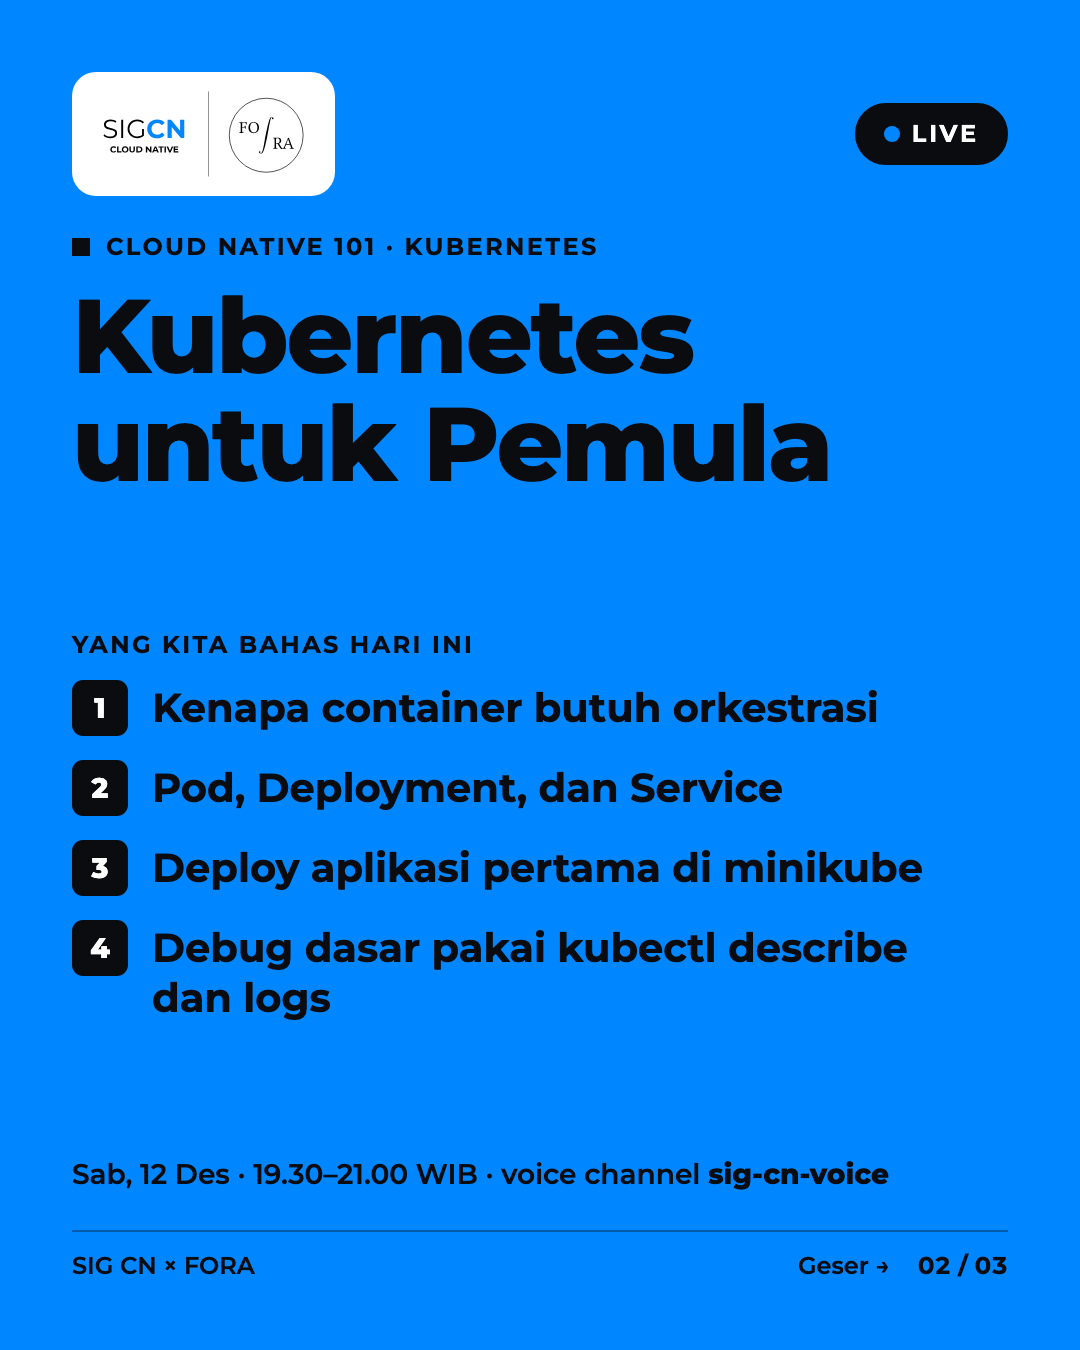 SIGCN
CLOUD NATIVE
FO
RA
LIVE
CLOUD NATIVE 101 · KUBERNETES
Kubernetes
untuk Pemula
YANG KITA BAHAS HARI INI
1 Kenapa container butuh orkestrasi
2 Pod, Deployment, dan Service
3 Deploy aplikasi pertama di minikube
4 Debug dasar pakai kubectl describe
dan logs
Sab, 12 Des · 19.30–21.00 WIB · voice channel sig-cn-voice
SIG CN × FORA
Geser → 02 / 03